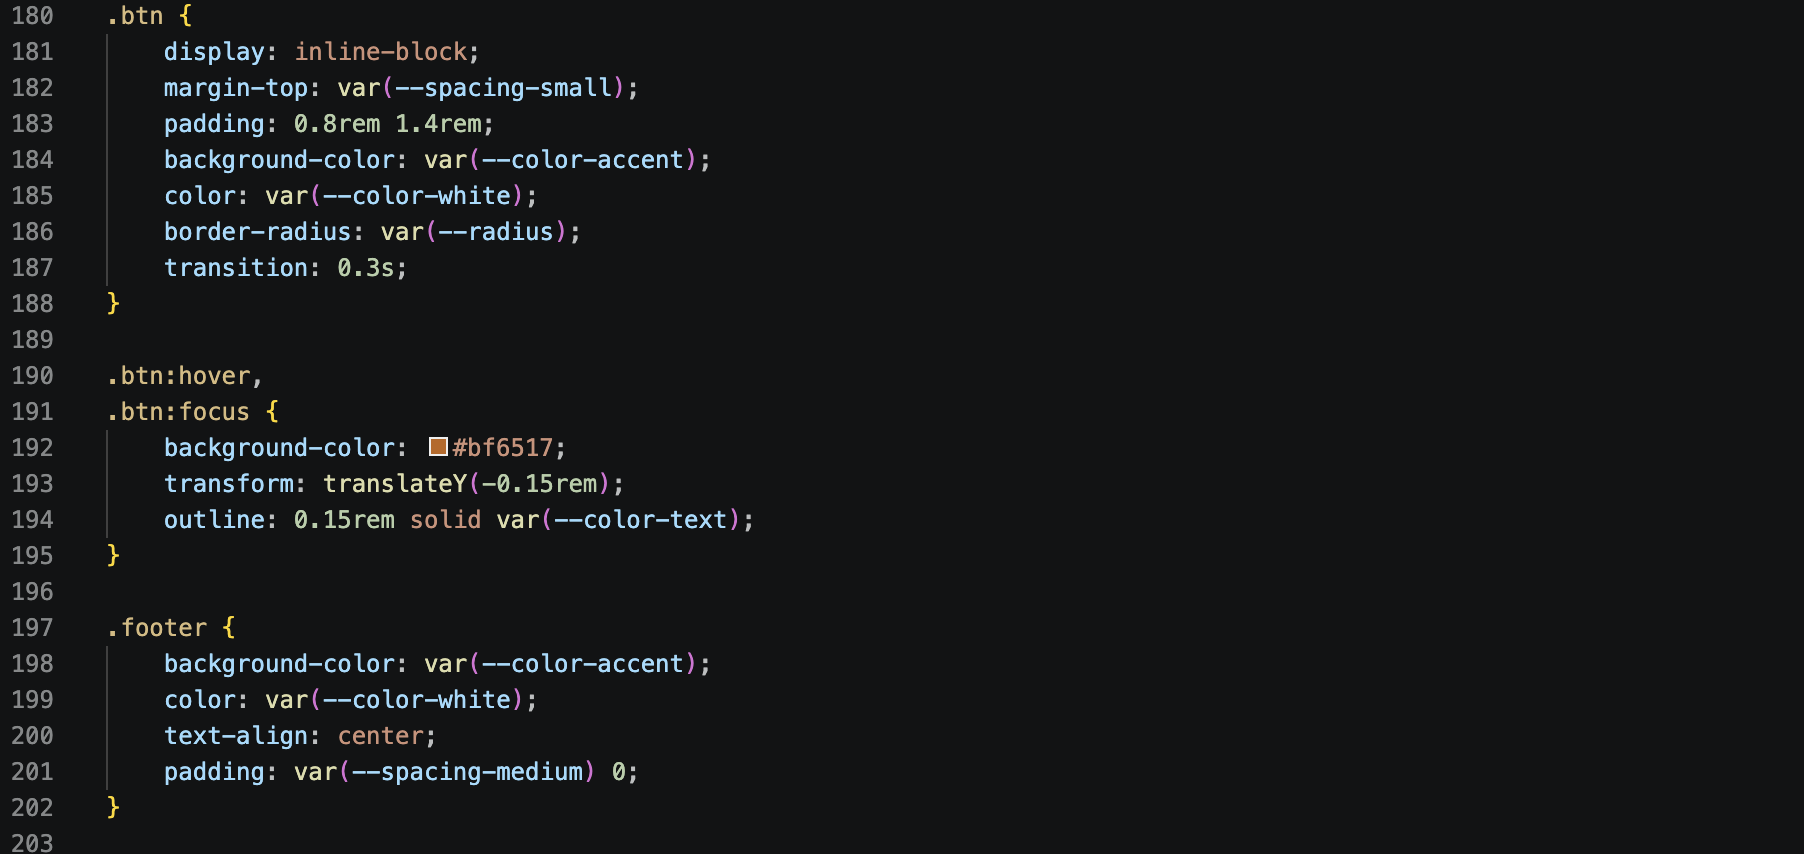 180 .btn {
181     display: inline-block;
182     margin-top: var(--spacing-small);
183     padding: 0.8rem 1.4rem;
184     background-color: var(--color-accent);
185     color: var(--color-white);
186     border-radius: var(--radius);
187     transition: 0.3s;
188 }
189
190 .btn:hover,
191 .btn:focus {
192     background-color: #bf6517;
193     transform: translateY(-0.15rem);
194     outline: 0.15rem solid var(--color-text);
195 }
196
197 .footer {
198     background-color: var(--color-accent);
199     color: var(--color-white);
200     text-align: center;
201     padding: var(--spacing-medium) 0;
202 }
203